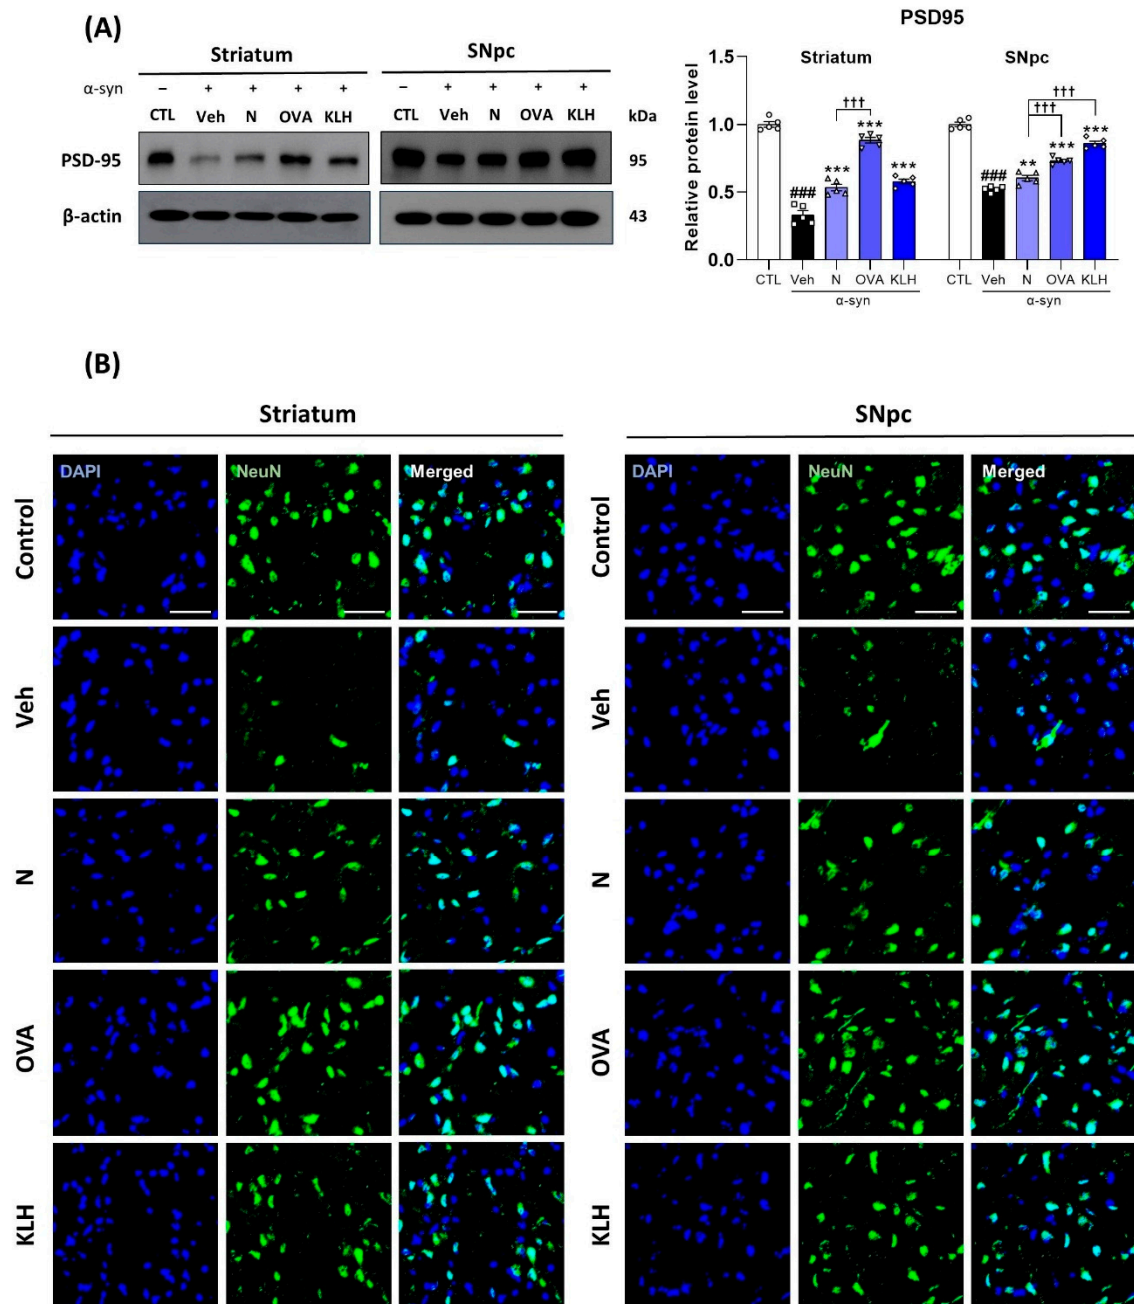 (A)
Striatum
SNpc
α-syn – + + + + – + + + +
CTL Veh N OVA KLH CTL Veh N OVA KLH kDa
PSD-95 95
β-actin 43
PSD95
Striatum SNpc
Relative protein level
1.5
1.0
0.5
0.0
### *** ††† *** ***
### ** ††† *** ††† ***
CTL Veh N OVA KLH CTL Veh N OVA KLH
α-syn α-syn
(B)
Striatum SNpc
DAPI NeuN Merged DAPI NeuN Merged
Control Control
Veh Veh
N N
OVA OVA
KLH KLH